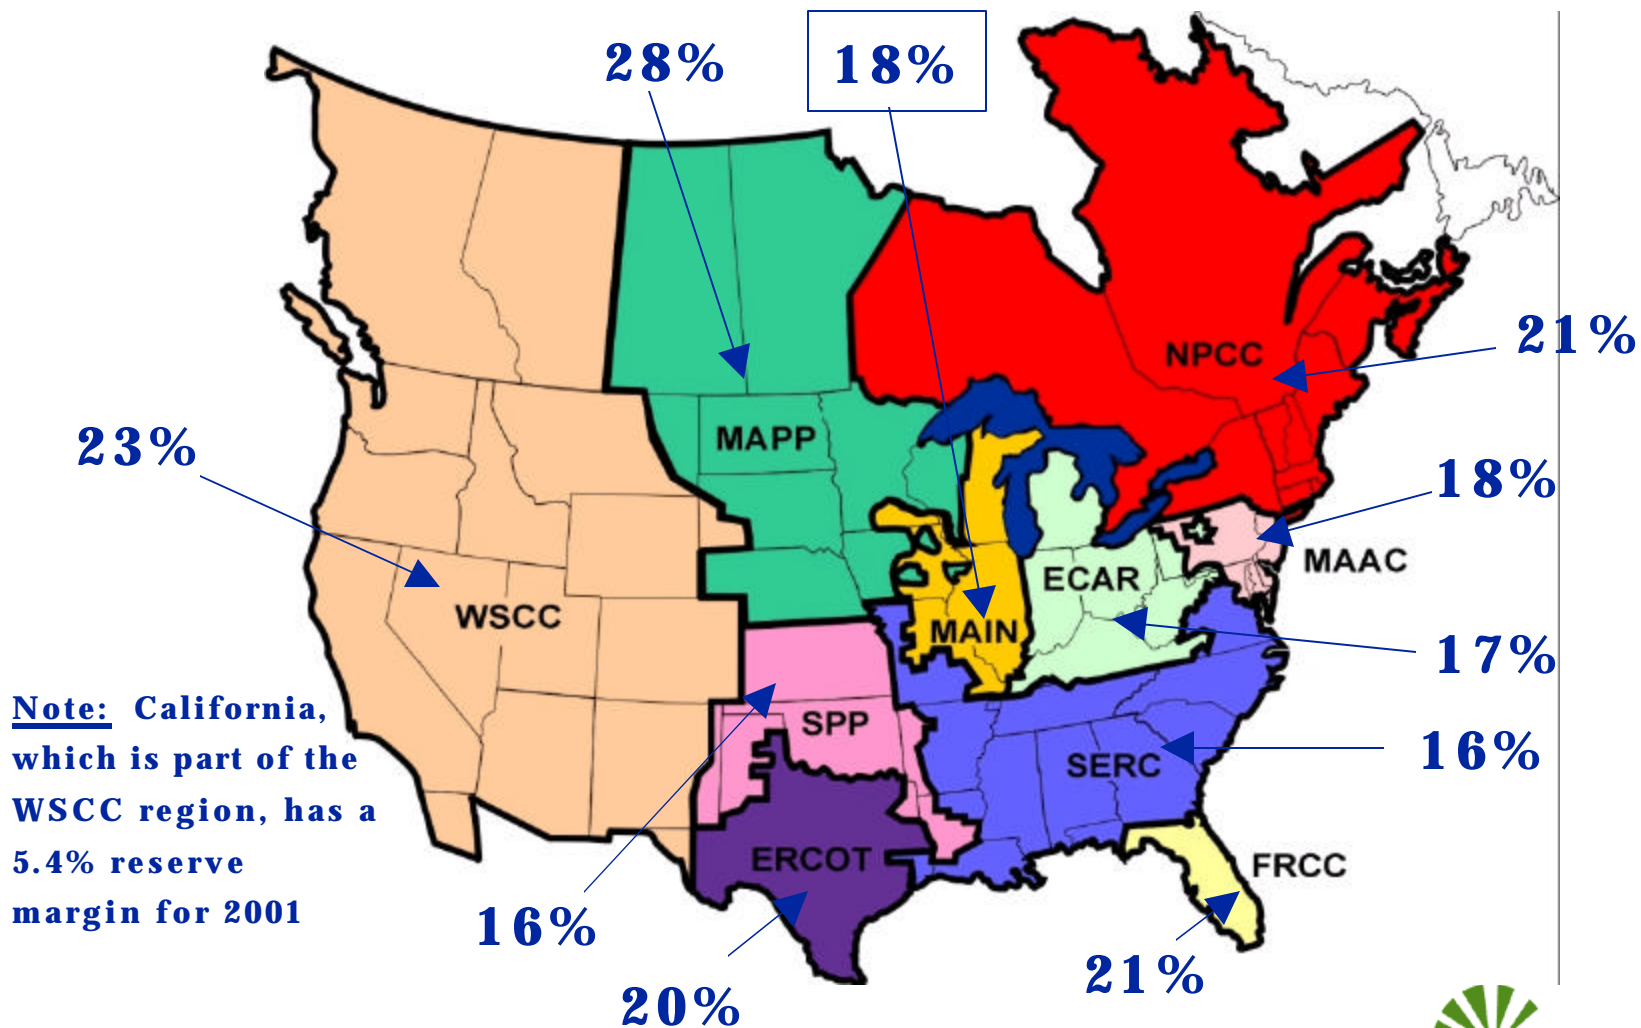 28%
18%
21%
NPCC
MAPP
23%
18%
MAAC
ECAR
WSCC
MAIN
17%
Note: California,
which is part of the
WSCC region, has a
5.4% reserve
margin for 2001
SPP
SERC
16%
ERCOT
FRCC
16%
21%
20%